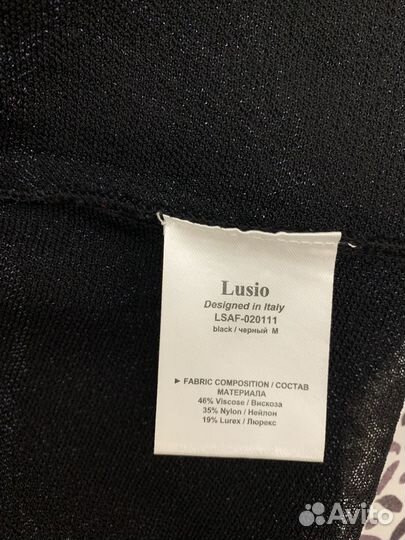 Lusio
Designed in Italy
LSAF-020111
black / черный M
► FABRIC COMPOSITION / СОСТАВ
МАТЕРИАЛА
46% Viscose / Вискоза
35% Nylon / Нейлон
19% Lurex / Люрекс
Avito